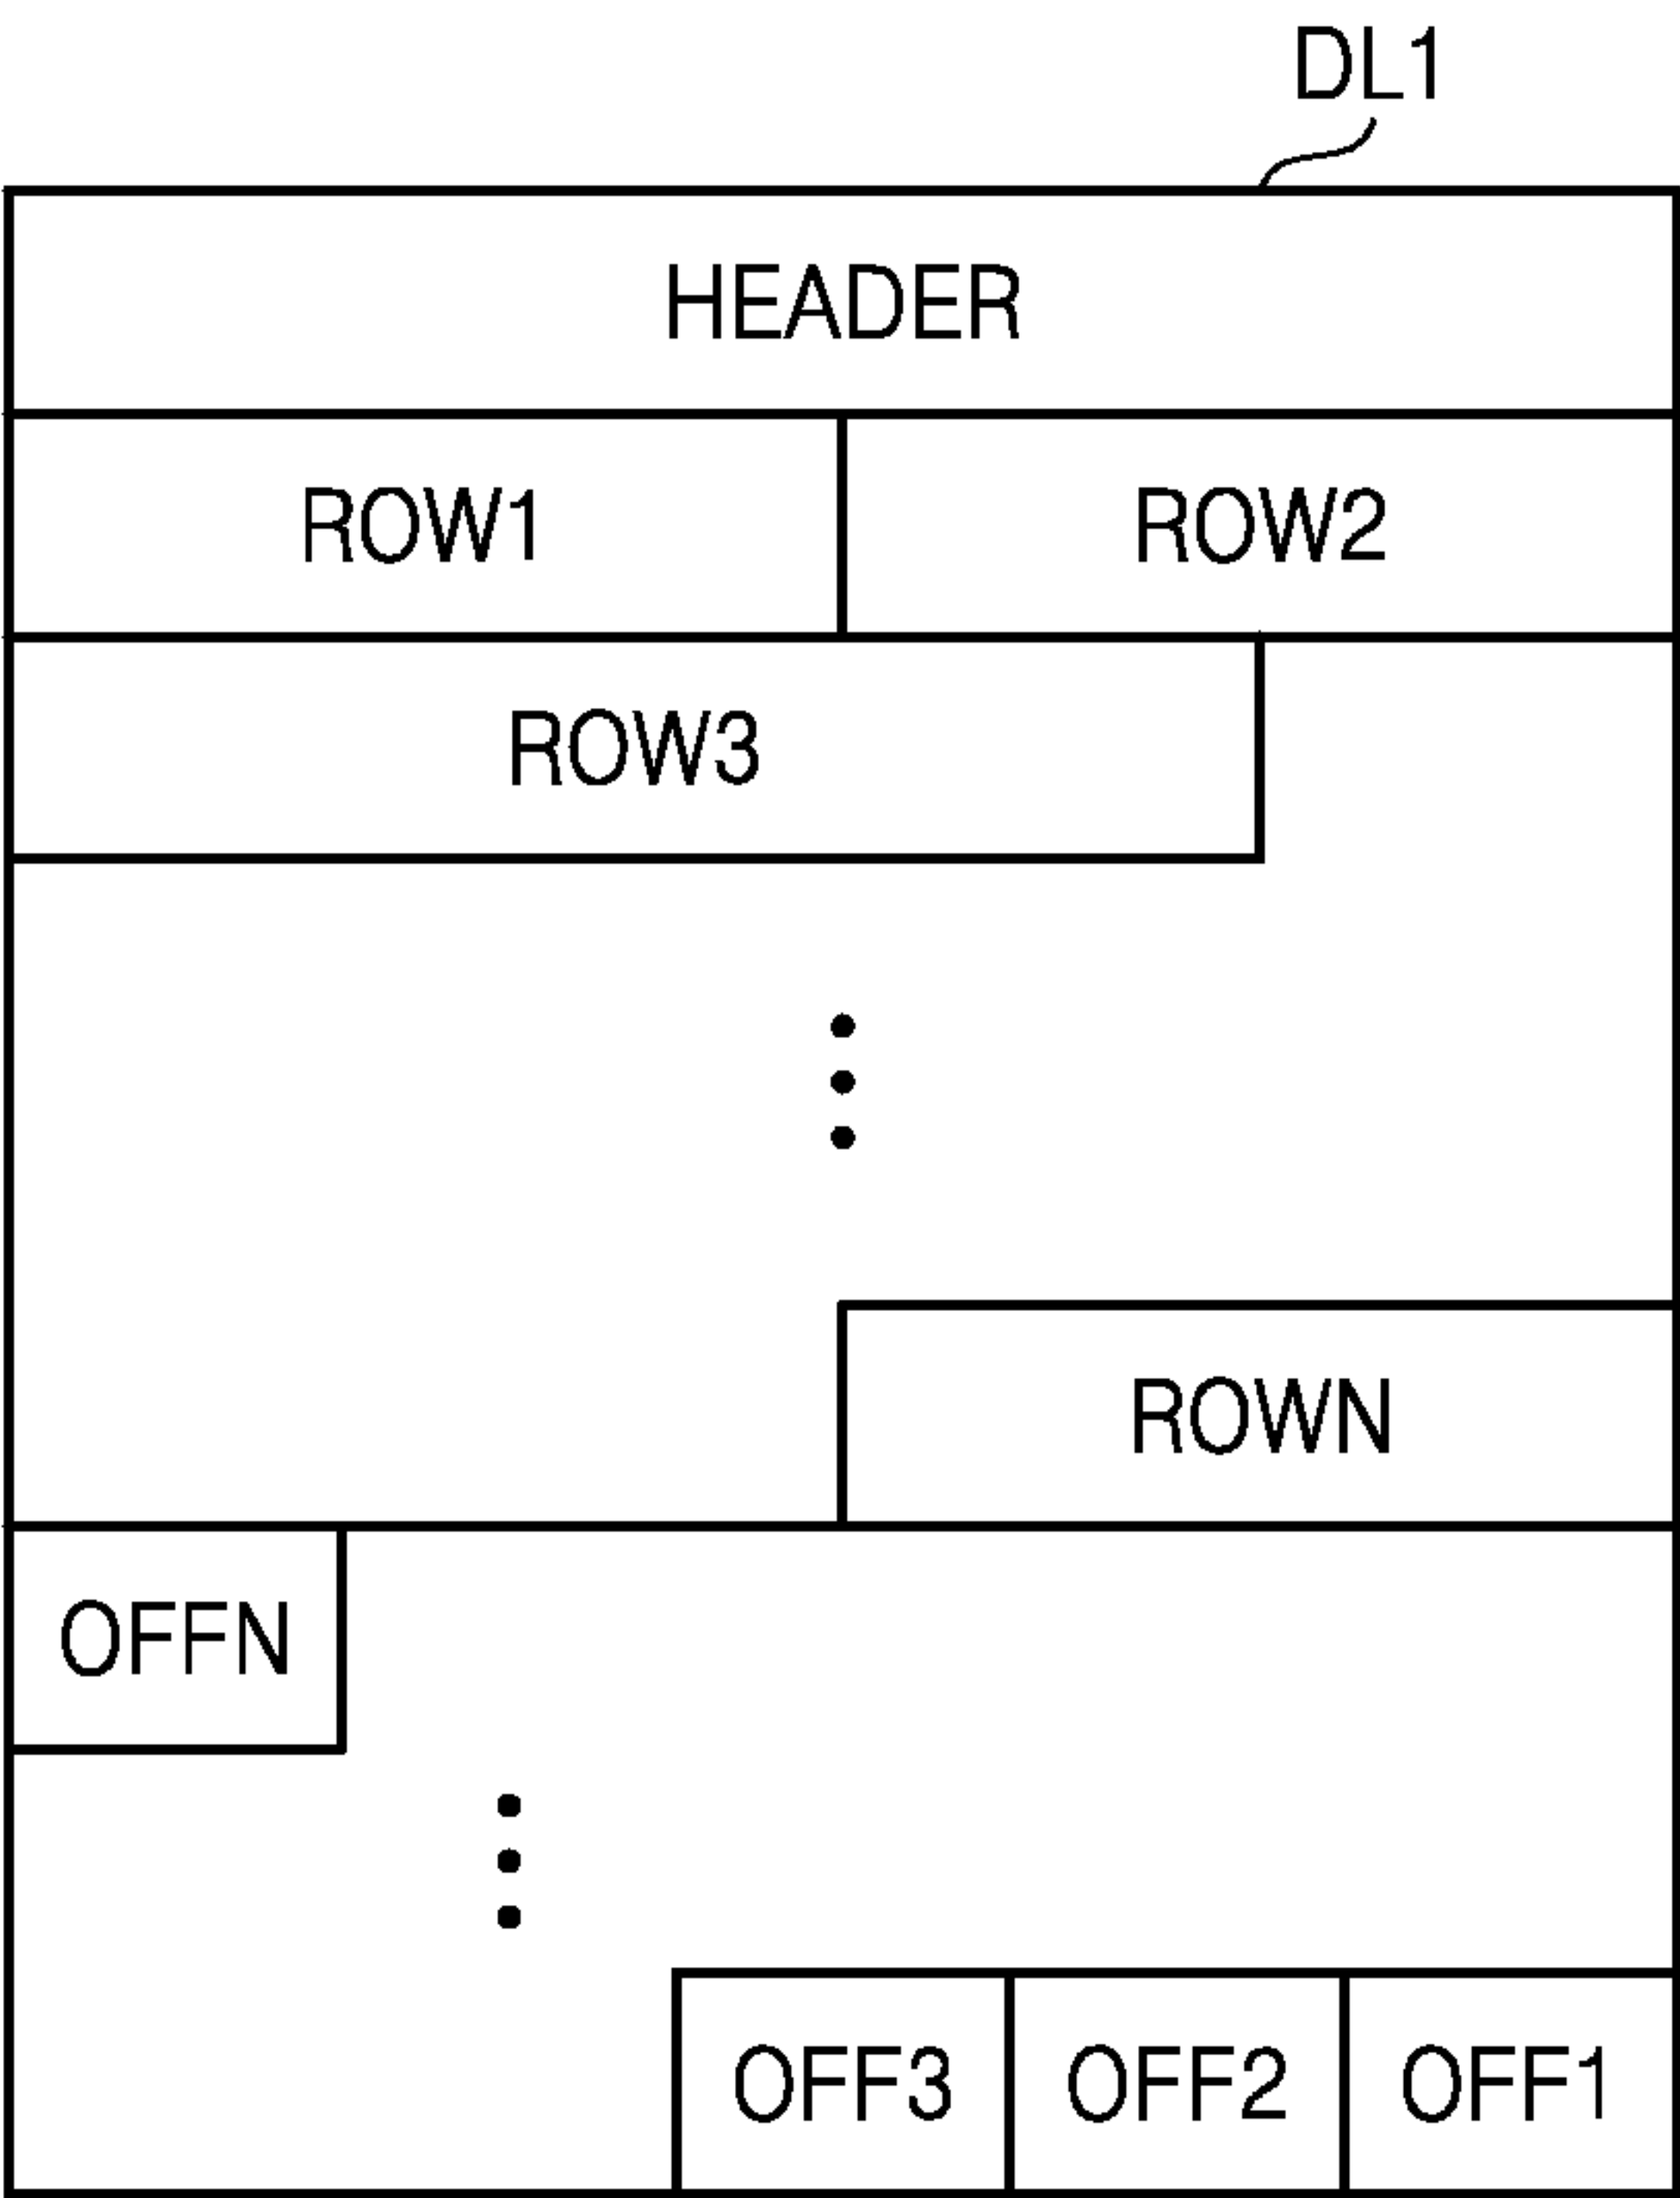 DL1
HEADER
ROW1 ROW2
ROW3
ROWN
OFFN
OFF3 OFF2 OFF1